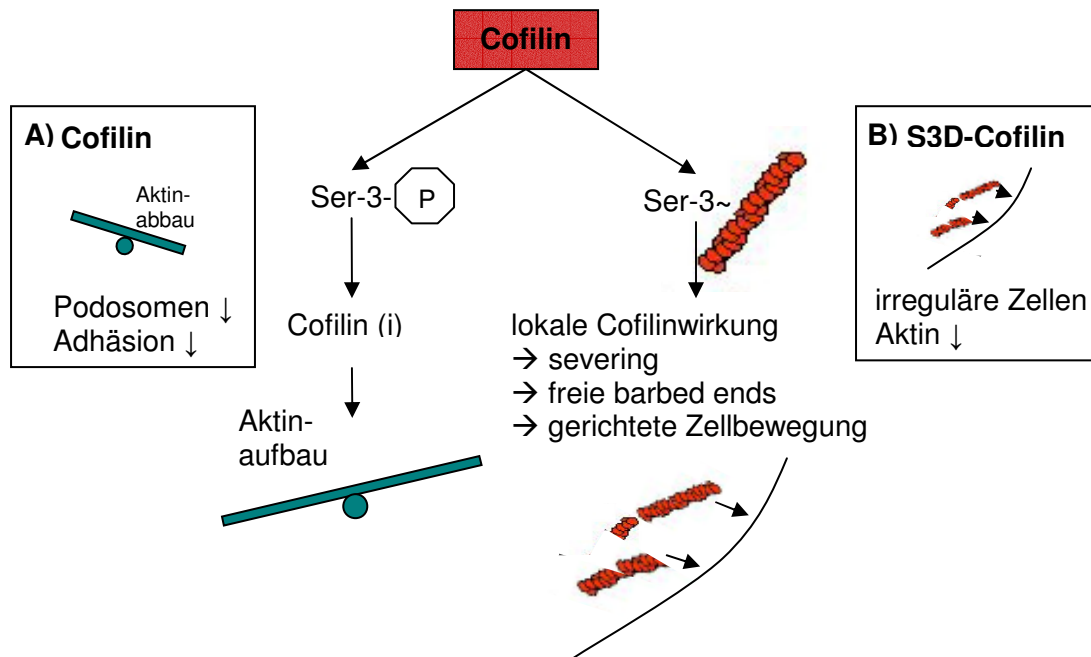 Cofilin
A) Cofilin
Aktin-
abbau
Podosomen ↓
Adhäsion ↓
Ser-3-P
Cofilin (i)
Aktin-
aufbau
Ser-3~
lokale Cofilinwirkung
→ severing
→ freie barbed ends
→ gerichtete Zellbewegung
B) S3D-Cofilin
irreguläre Zellen
Aktin ↓